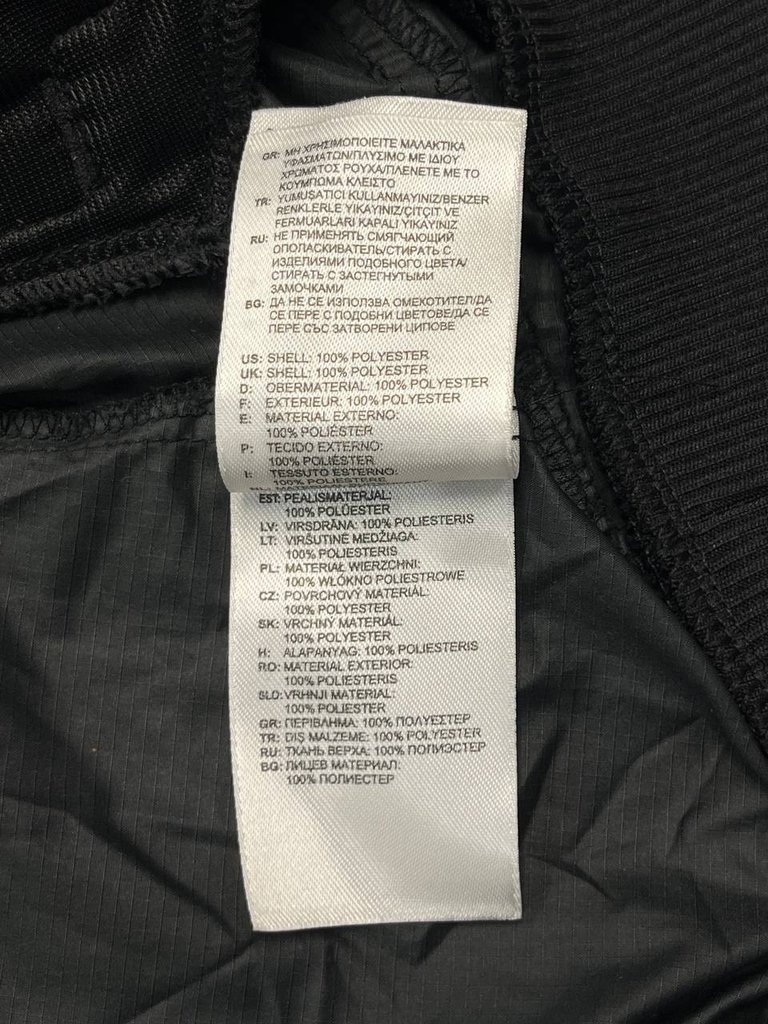 GR: ΜΗ ΧΡΗΣΙΜΟΠΟΙΕΙΤΕ ΜΑΛΑΚΤΙΚΑ
ΥΦΑΣΜΑΤΩΝ/ΠΛΥΣΙΜΟ ΜΕ ΙΔΙΟΥ
ΧΡΩΜΑΤΟΣ ΡΟΥΧΑ/ΠΛΕΝΕΤΕ ΜΕ ΤΟ
ΚΟΥΜΠΩΜΑ ΚΛΕΙΣΤΟ
TR: YUMUŞATICI KULLANMAYINIZ/BENZER
RENKLERLE YIKAYINIZ/ÇITÇIT VE
FERMUARLARI KAPALI YIKAYINIZ
RU: НЕ ПРИМЕНЯТЬ СМЯГЧАЮЩИЙ
ОПОЛАСКИВАТЕЛЬ/СТИРАТЬ С
ИЗДЕЛИЯМИ ПОДОБНОГО ЦВЕТА/
СТИРАТЬ С ЗАСТЕГНУТЫМИ
ЗАМОЧКАМИ
BG: ДА НЕ СЕ ИЗПОЛЗВА ОМЕКОТИТЕЛ/ДА
СЕ ПЕРЕ С ПОДОБНИ ЦВЕТОВЕ/ДА СЕ
ПЕРЕ СЪС ЗАТВОРЕНИ ЦИПОВЕ
US: SHELL: 100% POLYESTER
UK: SHELL: 100% POLYESTER
D: OBERMATERIAL: 100% POLYESTER
F: EXTERIEUR: 100% POLYESTER
E: MATERIAL EXTERNO:
100% POLIÉSTER
P: TECIDO EXTERNO:
100% POLIÉSTER
I: TESSUTO ESTERNO:
100% POLIESTERE
EST: PEALISMATERJAL:
100% POLÜESTER
LV: VIRSDRĀNA: 100% POLIESTERIS
LT: VIRŠUTINĖ MEDŽIAGA:
100% POLIESTERIS
PL: MATERIAŁ WIERZCHNI:
100% WŁÓKNO POLIESTROWE
CZ: POVRCHOVÝ MATERIÁL:
100% POLYESTER
SK: VRCHNÝ MATERIÁL:
100% POLYESTER
H: ALAPANYAG: 100% POLIESTERIS
RO: MATERIAL EXTERIOR:
100% POLIESTERIS
SLO: VRHNJI MATERIAL:
100% POLIESTER
GR: ΠΕΡΙΒΛΗΜΑ: 100% ΠΟΛΥΕΣΤΕΡ
TR: DIŞ MALZEME: 100% POLYESTER
RU: ТКАНЬ ВЕРХА: 100% ПОЛИЭСТЕР
BG: ЛИЦЕВ МАТЕРИАЛ:
100% ПОЛИЕСТЕР